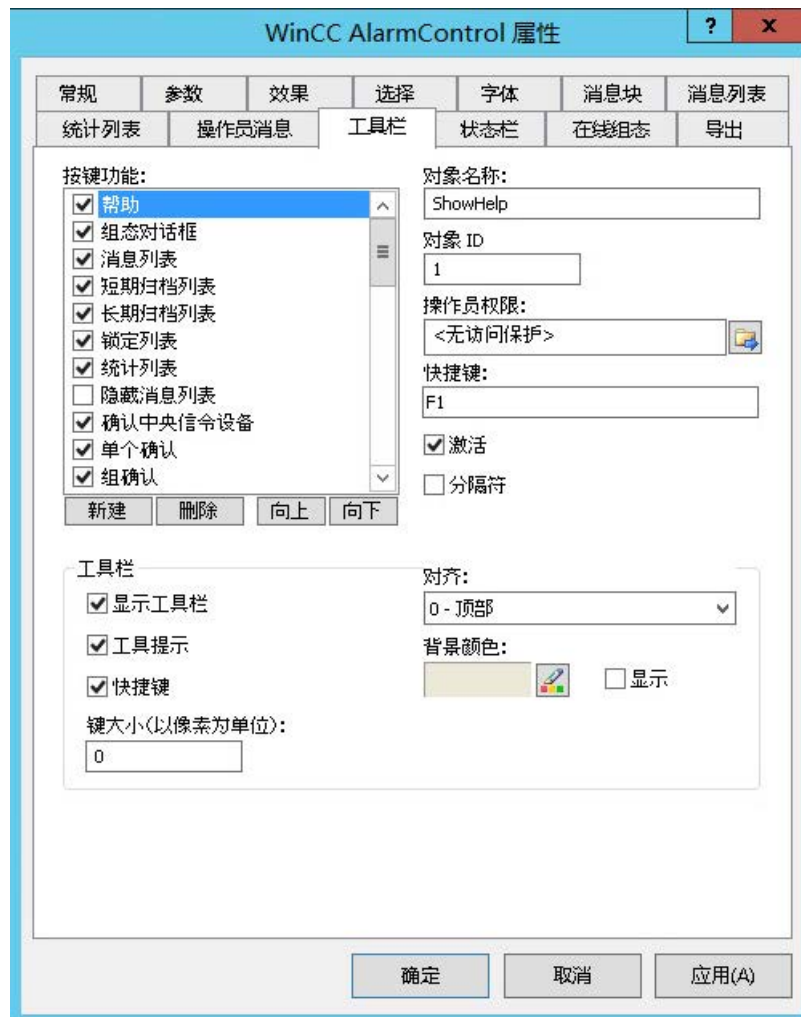 WinCC AlarmControl 属性
?
x
常规 参数 效果 选择 字体 消息块 消息列表
统计列表 操作员消息 工具栏 状态栏 在线组态 导出
按键功能:
帮助
组态对话框
消息列表
短期归档列表
长期归档列表
锁定列表
统计列表
隐藏消息列表
确认中央信令设备
单个确认
组确认
新建 删除 向上 向下
对象名称:
ShowHelp
对象 ID
1
操作员权限:
<无访问保护>
快捷键:
F1
激活
分隔符
工具栏
显示工具栏
工具提示
快捷键
键大小(以像素为单位):
0
对齐:
0 - 顶部
背景颜色:
显示
确定 取消 应用(A)